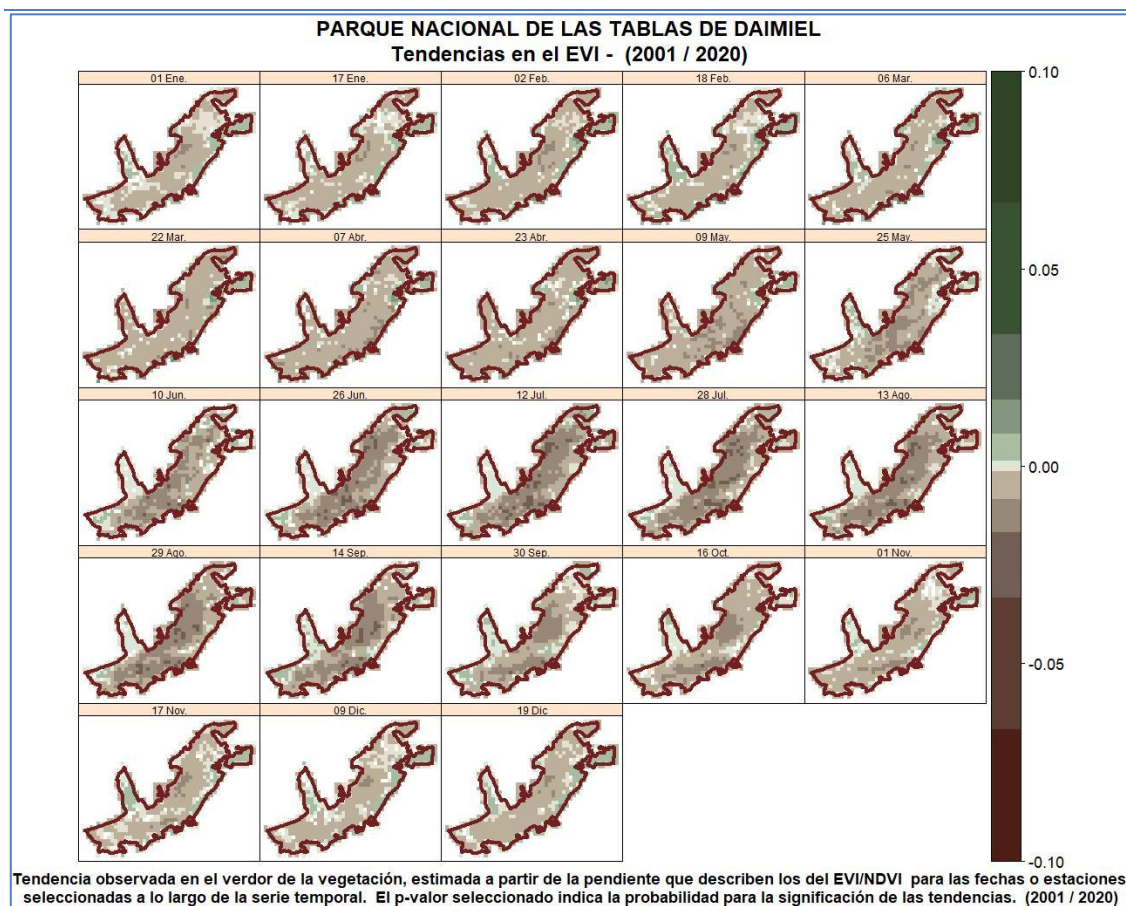 PARQUE NACIONAL DE LAS TABLAS DE DAIMIEL
Tendencias en el EVI - (2001 / 2020)
01 Ene.
17 Ene.
02 Feb.
18 Feb.
06 Mar.
22 Mar.
07 Abr.
23 Abr.
09 May.
25 May.
10 Jun.
26 Jun.
12 Jul.
28 Jul.
13 Ago.
29 Ago.
14 Sep.
30 Sep.
16 Oct.
01 Nov.
17 Nov.
09 Dic.
19 Dic
0.10
0.05
0.00
-0.05
-0.10
Tendencia observada en el verdor de la vegetación, estimada a partir de la pendiente que describen los del EVI/NDVI para las fechas o estaciones
seleccionadas a lo largo de la serie temporal. El p-valor seleccionado indica la probabilidad para la significación de las tendencias. (2001 / 2020)